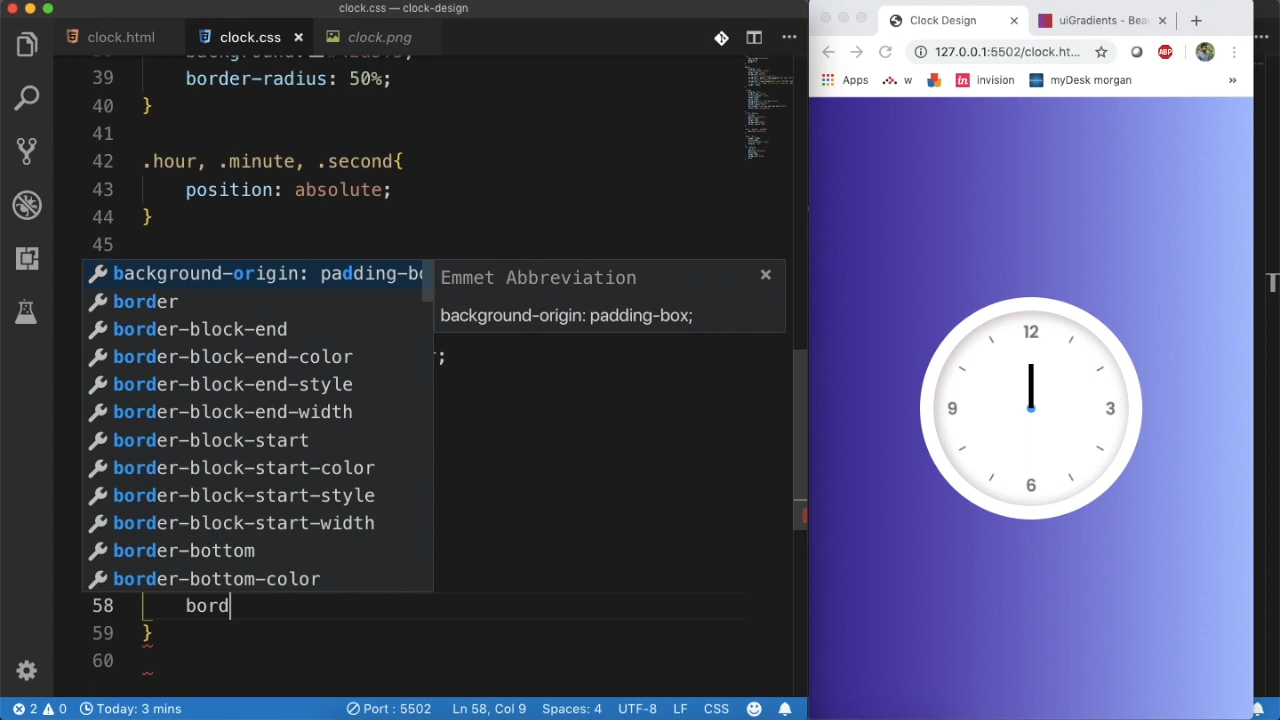 clock.css — clock-design
clock.html
clock.css
clock.png
39 border-radius: 50%;
40 }
41
42 .hour, .minute, .second{
43 position: absolute;
44 }
45
background-origin: padding-bo
border
border-block-end
border-block-end-color
border-block-end-style
border-block-end-width
border-block-start
border-block-start-color
border-block-start-style
border-block-start-width
border-bottom
border-bottom-color
Emmet Abbreviation
background-origin: padding-box;
r;
58 bord
59 }
60
2 0 Today: 3 mins Port : 5502 Ln 58, Col 9 Spaces: 4 UTF-8 LF CSS
Clock Design
uiGradients - Beau
127.0.0.1:5502/clock.ht...
ABP
Apps w invision myDesk morgan »
12
9 3
6